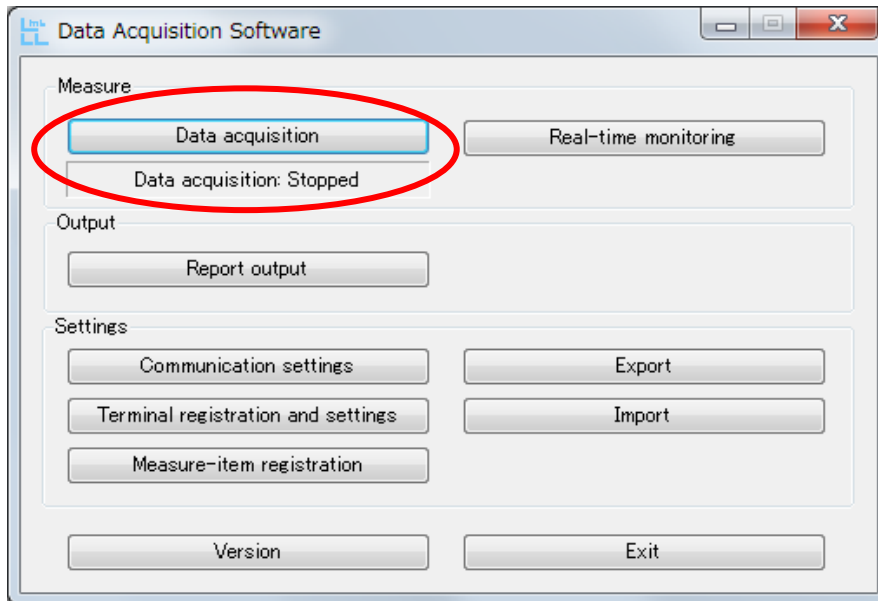 Data Acquisition Software
Measure
Data acquisition
Real-time monitoring
Data acquisition: Stopped
Output
Report output
Settings
Communication settings
Export
Terminal registration and settings
Import
Measure-item registration
Version
Exit